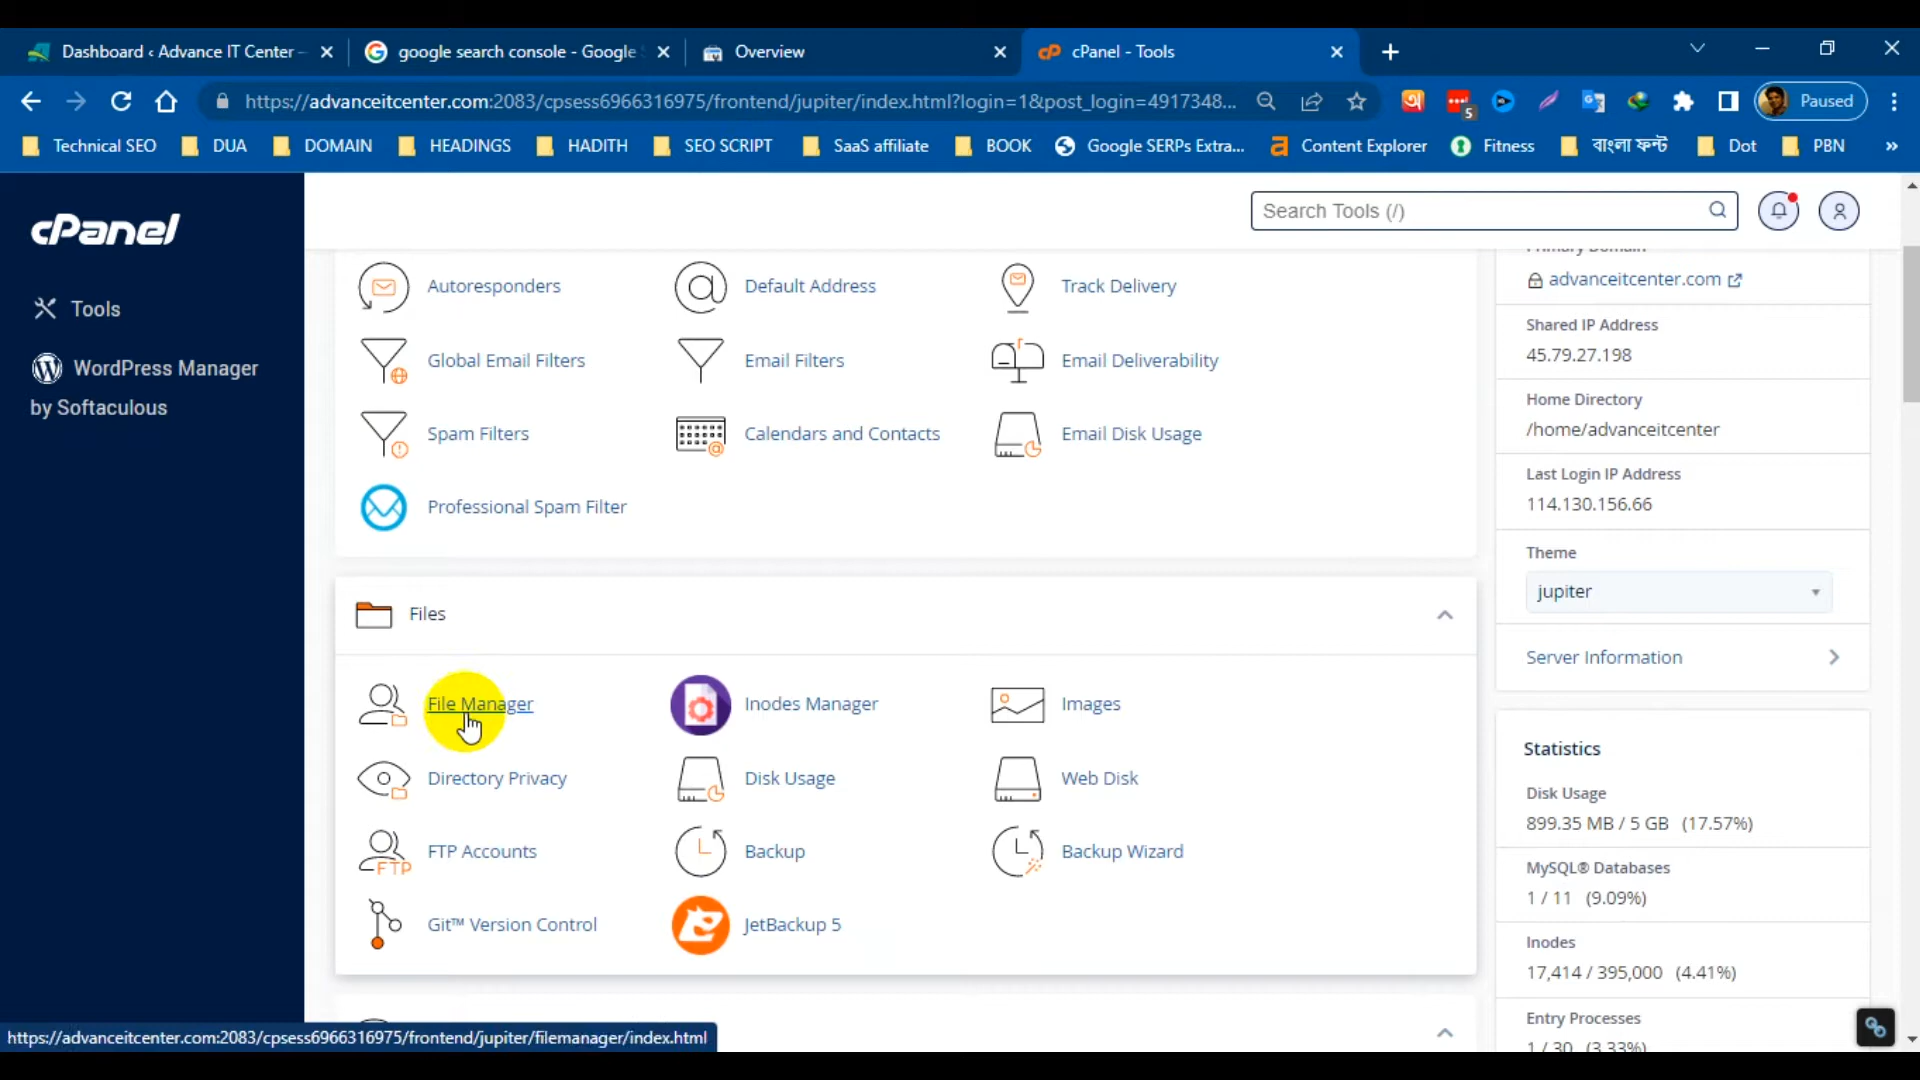 Dashboard ‹ Advance IT Center –
google search console - Google
Overview
cPanel - Tools
https://advanceitcenter.com:2083/cpsess6966316975/frontend/jupiter/index.html?login=1&post_login=4917348...
5
Paused
Technical SEO
DUA
DOMAIN
HEADINGS
HADITH
SEO SCRIPT
SaaS affiliate
BOOK
Google SERPs Extra...
Content Explorer
Fitness
বাংলা ফন্ট
Dot
PBN
»
cPanel
Tools
WordPress Manager
by Softaculous
Search Tools (/)
Autoresponders
Default Address
Track Delivery
Global Email Filters
Email Filters
Email Deliverability
Spam Filters
Calendars and Contacts
Email Disk Usage
Professional Spam Filter
Files
File Manager
Inodes Manager
Images
Directory Privacy
Disk Usage
Web Disk
FTP
FTP Accounts
Backup
Backup Wizard
Git™ Version Control
JetBackup 5
Primary Domain
advanceitcenter.com
Shared IP Address
45.79.27.198
Home Directory
/home/advanceitcenter
Last Login IP Address
114.130.156.66
Theme
jupiter
Server Information
Statistics
Disk Usage
899.35 MB / 5 GB (17.57%)
MySQL® Databases
1 / 11 (9.09%)
Inodes
17,414 / 395,000 (4.41%)
Entry Processes
1 / 30 (3.33%)
https://advanceitcenter.com:2083/cpsess6966316975/frontend/jupiter/filemanager/index.html